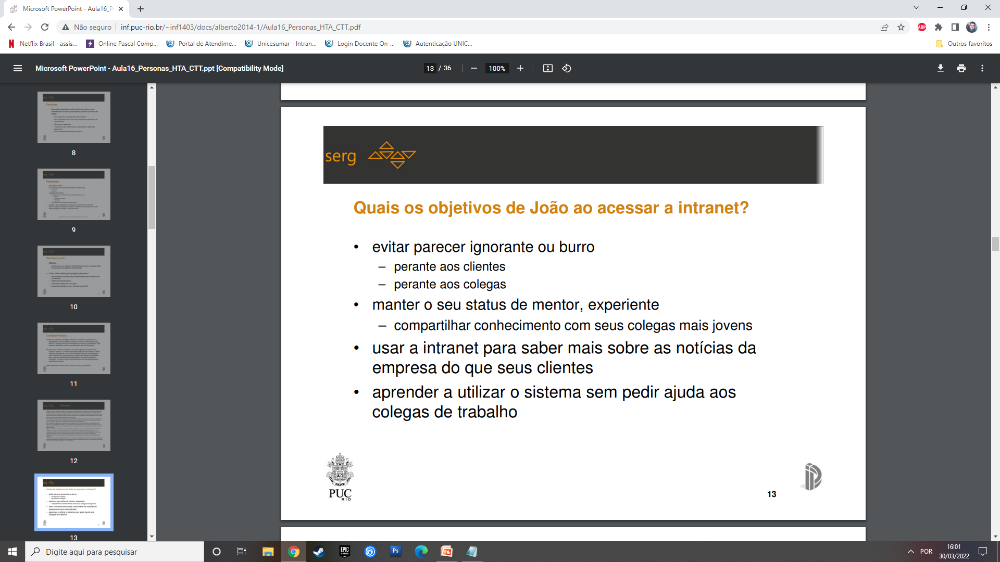 Microsoft PowerPoint - Aula16_P
Não seguro
inf.puc-rio.br/~inf1403/docs/alberto2014-1/Aula16_Personas_HTA_CTT.pdf
ABP
Netflix Brasil - assis...
Online Pascal Comp...
Portal de Atendime...
Unicesumar - Intran...
Login Docente On-...
Autenticação UNIC...
Outros favoritos
Microsoft PowerPoint - Aula16_Personas_HTA_CTT.ppt [Compatibility Mode]
13 / 36
100%
8
9
10
11
12
13
serg
Quais os objetivos de João ao acessar a intranet?
• evitar parecer ignorante ou burro
– perante aos clientes
– perante aos colegas
• manter o seu status de mentor, experiente
– compartilhar conhecimento com seus colegas mais jovens
• usar a intranet para saber mais sobre as notícias da
empresa do que seus clientes
• aprender a utilizar o sistema sem pedir ajuda aos
colegas de trabalho
PUC
RIO
13
Digite aqui para pesquisar
EPIC
GAMES
Ps
POR
16:01
30/03/2022